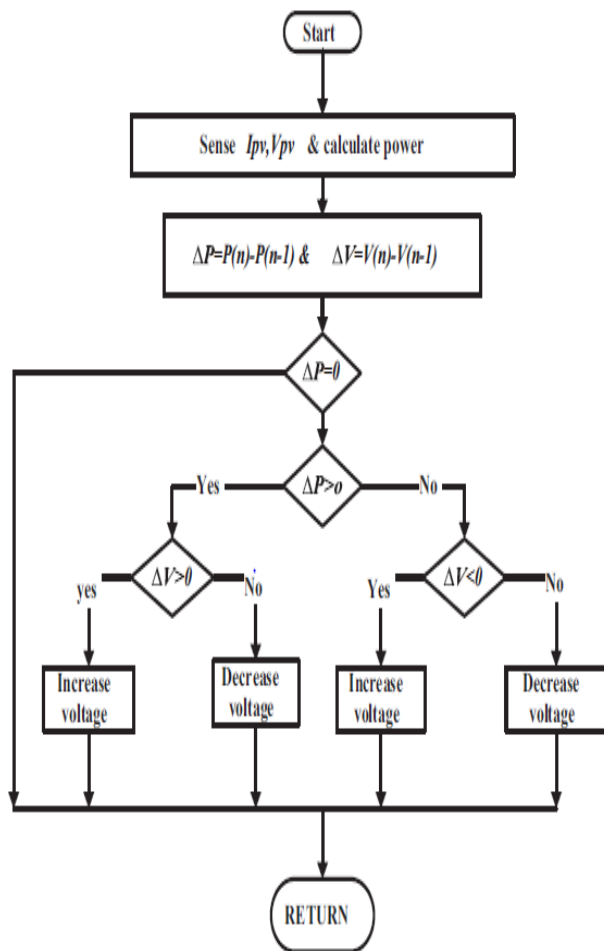 Start
Sense Ipv,Vpv & calculate power
ΔP=P(n)-P(n-1) & ΔV=V(n)-V(n-1)
ΔP=0
Yes
ΔP>o
No
yes
ΔV>0
No
Yes
ΔV<0
No
Increase
voltage
Decrease
voltage
Increase
voltage
Decrease
voltage
RETURN